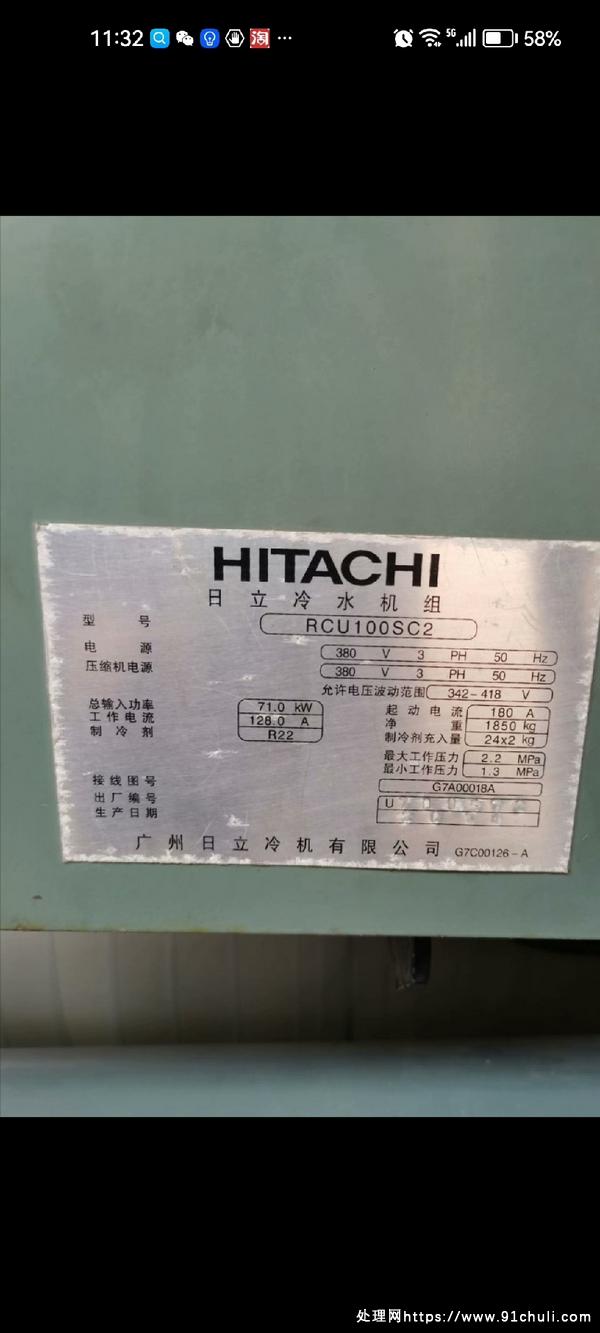 11:32 淘 ··· 5G 58%
HITACHI
日立冷水机组
型号 RCU100SC2
电源 380 V 3 PH 50 Hz
压缩机电源 380 V 3 PH 50 Hz
允许电压波动范围 342-418 V
总输入功率 71.0 kW 起动电流 180 A
工作电流 128.0 A 净重 1850 kg
制冷剂 R22 制冷剂充入量 24x2 kg
最大工作压力 2.2 MPa
最小工作压力 1.3 MPa
接线图号 G7A00018A
出厂编号 U
生产日期
广州日立冷机有限公司 G7C00126-A
处理网https://www.91chuli.com